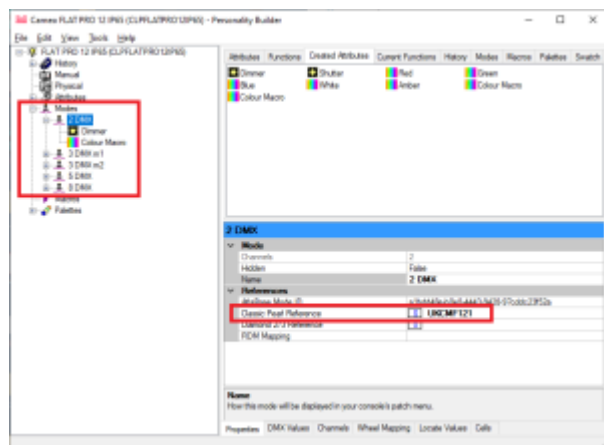 Cameo FLAT PRO 12 IP65 (CLPFLATPRO12IP65) - Personality Builder
File Edit View Tools Help
FLAT PRO 12 IP65 (CLPFLATPRO12IP65)
History
Manual
Physical
Attributes
Modes
2 DMX
Dimmer
Colour Macro
3 DMX m1
3 DMX m2
5 DMX
8 DMX
Macros
Palettes
Attributes Functions Created Attributes Current Functions History Modes Macros Palettes Swatch
Dimmer Shutter Red Green
Blue White Amber Colour Macro
Colour Macro
2 DMX
Mode
Channels 2
Hidden False
Name 2 DMX
References
Classic Pearl Reference
Diamond 2/3 Reference
RDM Mapping
Name
How this mode will be displayed in your console's patch menu.
Properties DMX Values Channels Wheel Mapping Locate Values Cells